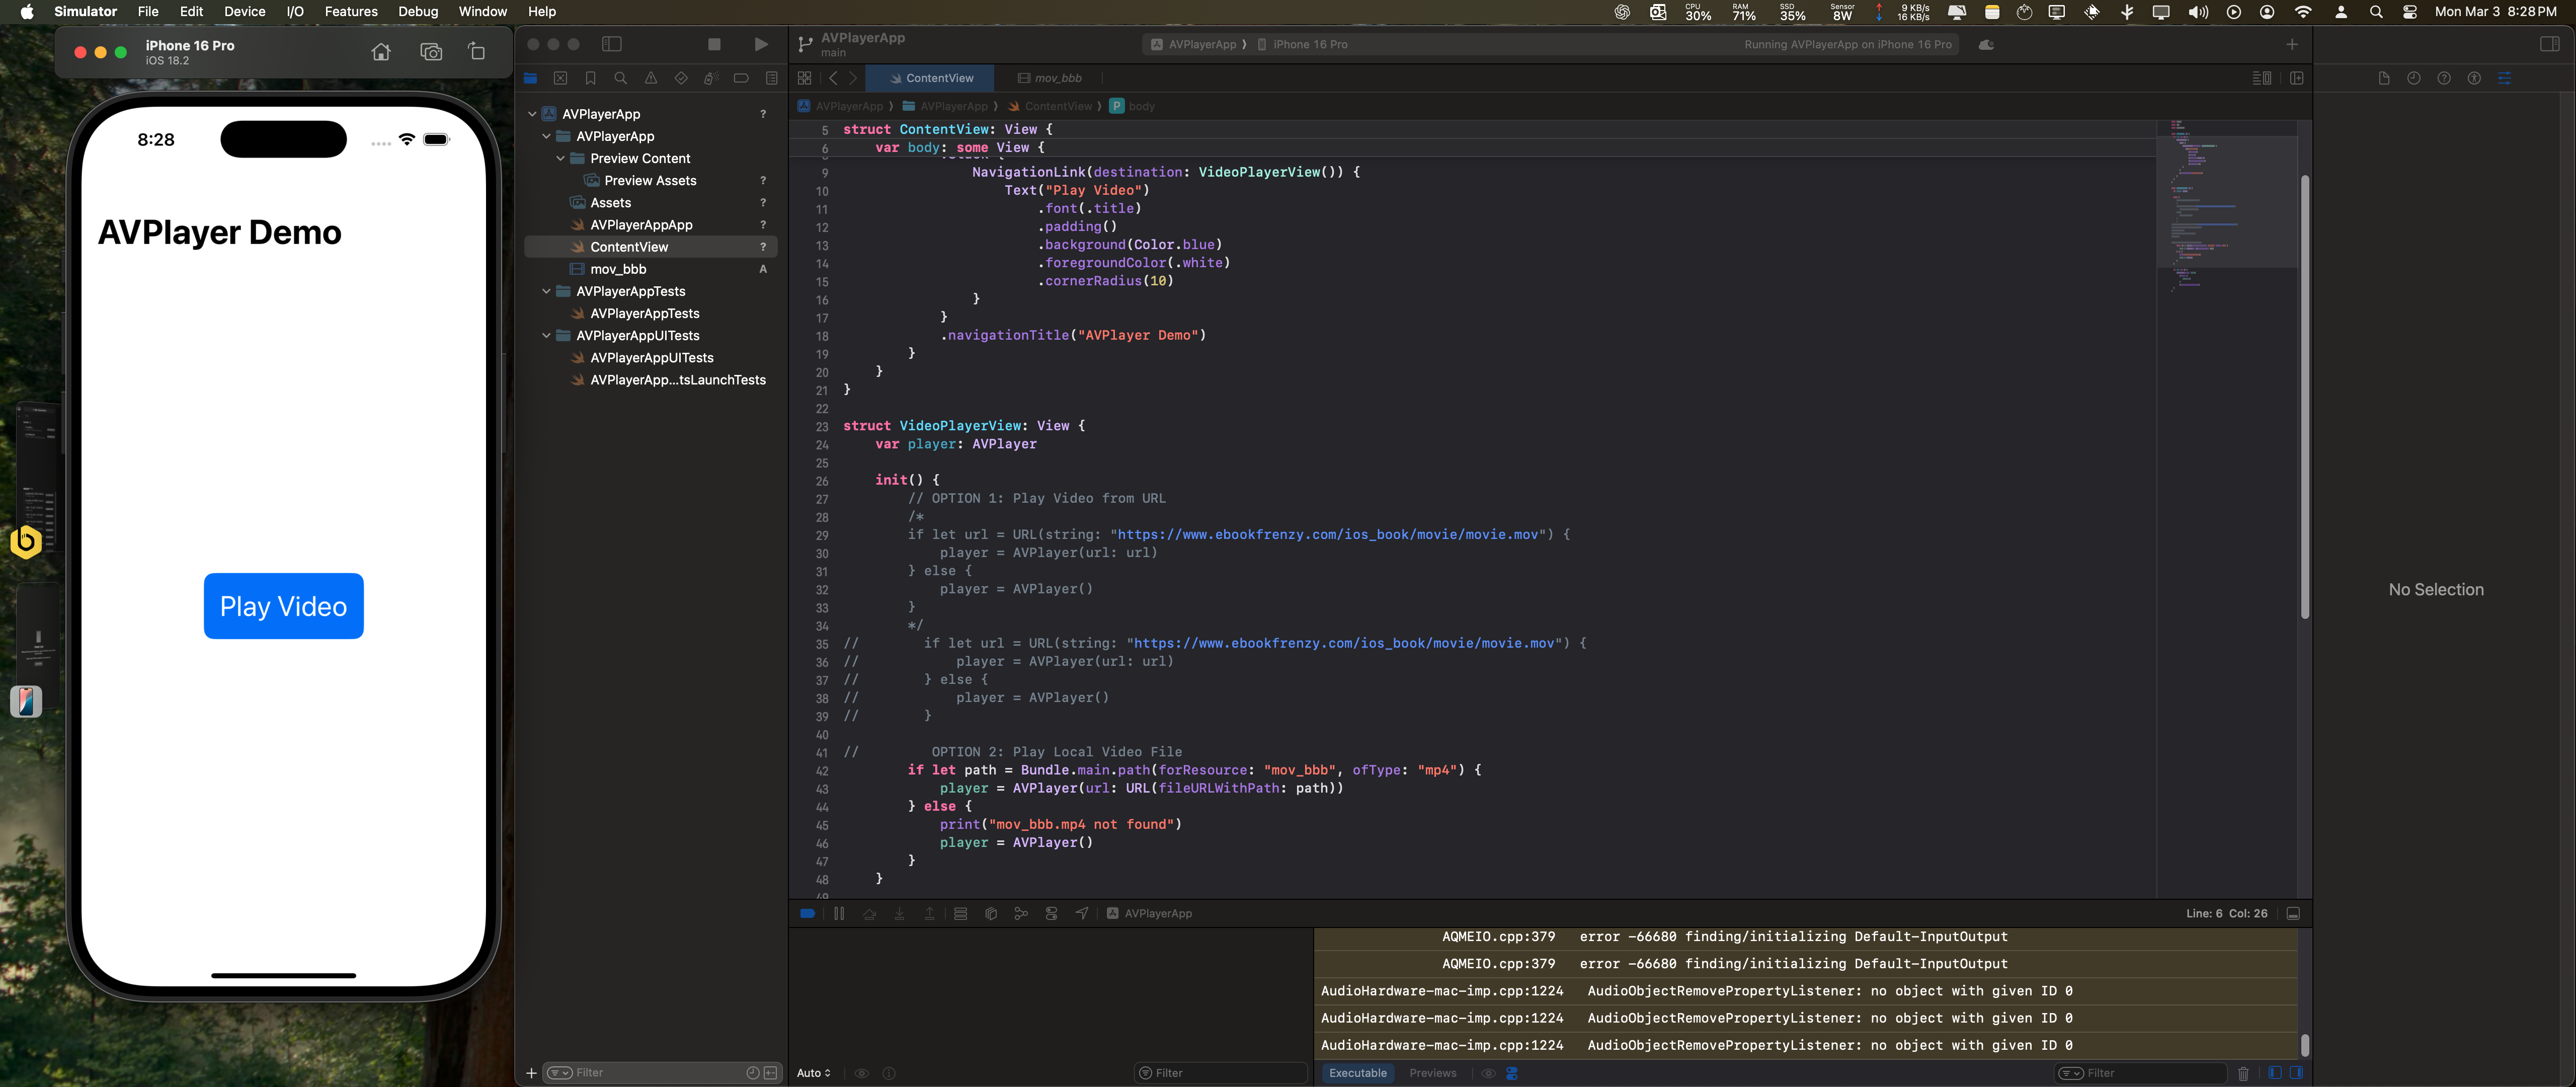 Simulator File Edit Device I/O Features Debug Window Help
CPU 30% RAM 71% SSD 35% Sensor 8W 9 KB/s 16 KB/s Mon Mar 3 8:28 PM
iPhone 16 Pro
iOS 18.2
8:28
AVPlayer Demo
Play Video
AVPlayerApp ?
AVPlayerApp
Preview Content
Preview Assets ?
Assets ?
AVPlayerAppApp ?
ContentView ?
mov_bbb A
AVPlayerAppTests
AVPlayerAppTests
AVPlayerAppUITests
AVPlayerAppUITests
AVPlayerApp...tsLaunchTests
Filter
AVPlayerApp
main
AVPlayerApp iPhone 16 Pro Running AVPlayerApp on iPhone 16 Pro
ContentView mov_bbb
AVPlayerApp AVPlayerApp ContentView P body
5 struct ContentView: View {
6 var body: some View {
9 NavigationLink(destination: VideoPlayerView()) {
10 Text("Play Video")
11 .font(.title)
12 .padding()
13 .background(Color.blue)
14 .foregroundColor(.white)
15 .cornerRadius(10)
16 }
17 }
18 .navigationTitle("AVPlayer Demo")
19 }
20 }
21 }
22
23 struct VideoPlayerView: View {
24 var player: AVPlayer
25
26 init() {
27 // OPTION 1: Play Video from URL
28 /*
29 if let url = URL(string: "https://www.ebookfrenzy.com/ios_book/movie/movie.mov") {
30 player = AVPlayer(url: url)
31 } else {
32 player = AVPlayer()
33 }
34 */
35 // if let url = URL(string: "https://www.ebookfrenzy.com/ios_book/movie/movie.mov") {
36 // player = AVPlayer(url: url)
37 // } else {
38 // player = AVPlayer()
39 // }
40
41 // OPTION 2: Play Local Video File
42 if let path = Bundle.main.path(forResource: "mov_bbb", ofType: "mp4") {
43 player = AVPlayer(url: URL(fileURLWithPath: path))
44 } else {
45 print("mov_bbb.mp4 not found")
46 player = AVPlayer()
47 }
48 }
49
AVPlayerApp Line: 6 Col: 26
AQMEIO.cpp:379 error -66680 finding/initializing Default-InputOutput
AQMEIO.cpp:379 error -66680 finding/initializing Default-InputOutput
AudioHardware-mac-imp.cpp:1224 AudioObjectRemovePropertyListener: no object with given ID 0
AudioHardware-mac-imp.cpp:1224 AudioObjectRemovePropertyListener: no object with given ID 0
AudioHardware-mac-imp.cpp:1224 AudioObjectRemovePropertyListener: no object with given ID 0
Auto Filter Executable Previews Filter
No Selection